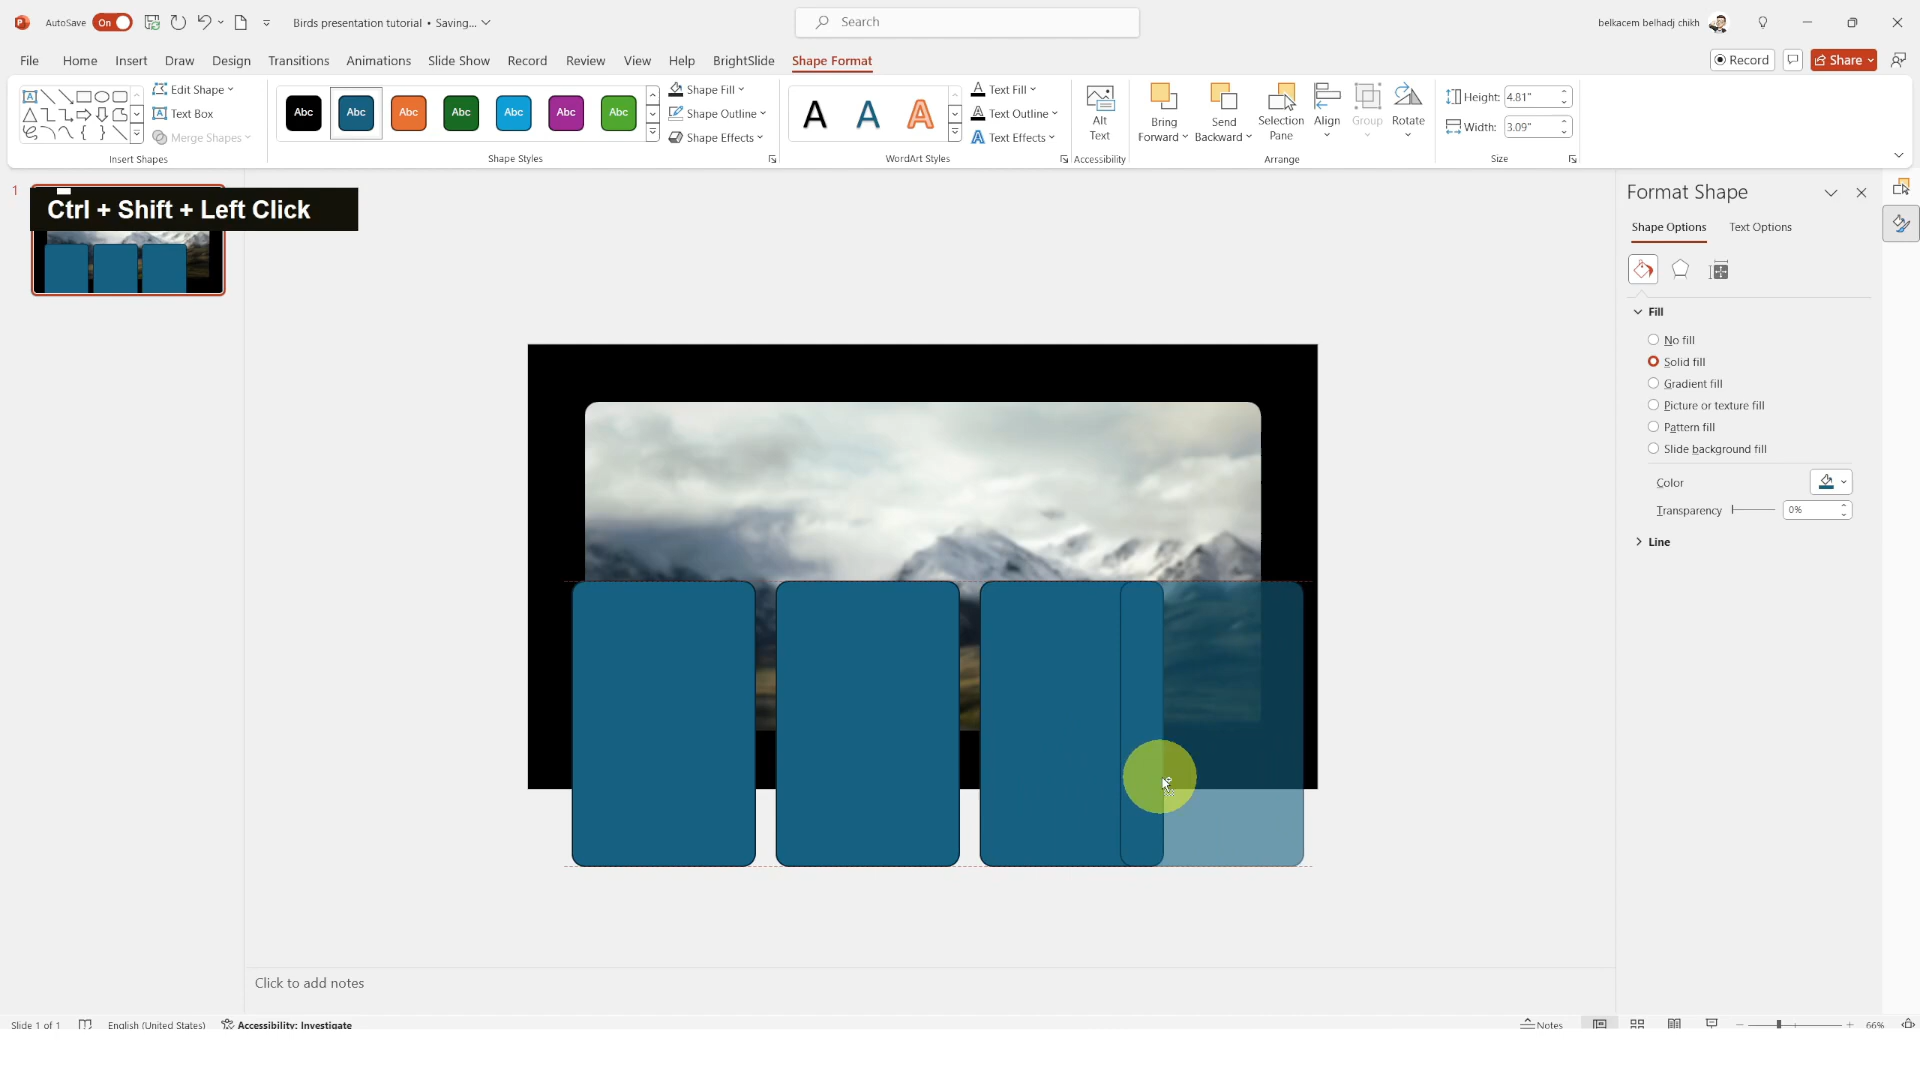 AutoSave On Birds presentation tutorial • Saving... Search belkacem belhadj chikh
File Home Insert Draw Design Transitions Animations Slide Show Record Review View Help BrightSlide Shape Format Record Share
Edit Shape
Text Box
Merge Shapes
Insert Shapes
Abc Abc Abc Abc Abc Abc Abc
Shape Fill
Shape Outline
Shape Effects
Shape Styles
A A A
Text Fill
Text Outline
Text Effects
WordArt Styles
Alt
Text
Accessibility
Bring
Forward
Send
Backward
Selection
Pane
Align
Group
Rotate
Arrange
Height: 4.81"
Width: 3.09"
Size
1
Ctrl + Shift + Left Click
Format Shape
Shape Options Text Options
Fill
No fill
Solid fill
Gradient fill
Picture or texture fill
Pattern fill
Slide background fill
Color
Transparency 0%
Line
Click to add notes
Slide 1 of 1 English (United States) Accessibility: Investigate Notes 66%